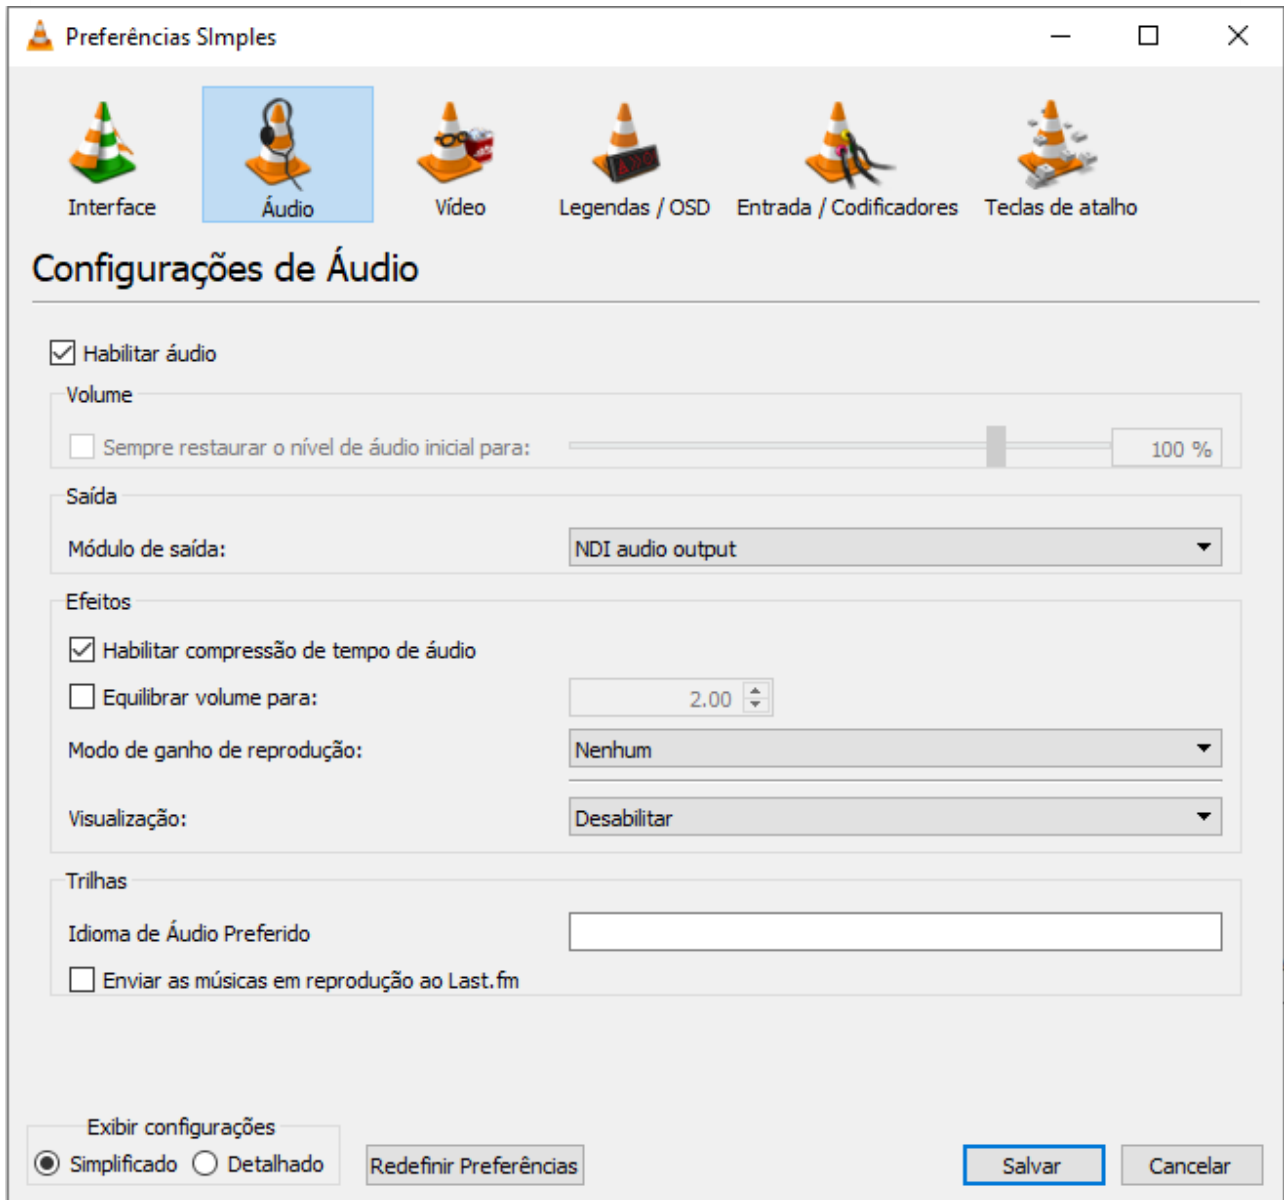 Preferências SImples
Interface
Áudio
Vídeo
Legendas / OSD
Entrada / Codificadores
Teclas de atalho
Configurações de Áudio
Habilitar áudio
Volume
Sempre restaurar o nível de áudio inicial para:
100 %
Saída
Módulo de saída:
NDI audio output
Efeitos
Habilitar compressão de tempo de áudio
Equilibrar volume para:
2.00
Modo de ganho de reprodução:
Nenhum
Visualização:
Desabilitar
Trilhas
Idioma de Áudio Preferido
Enviar as músicas em reprodução ao Last.fm
Exibir configurações
Simplificado
Detalhado
Redefinir Preferências
Salvar
Cancelar